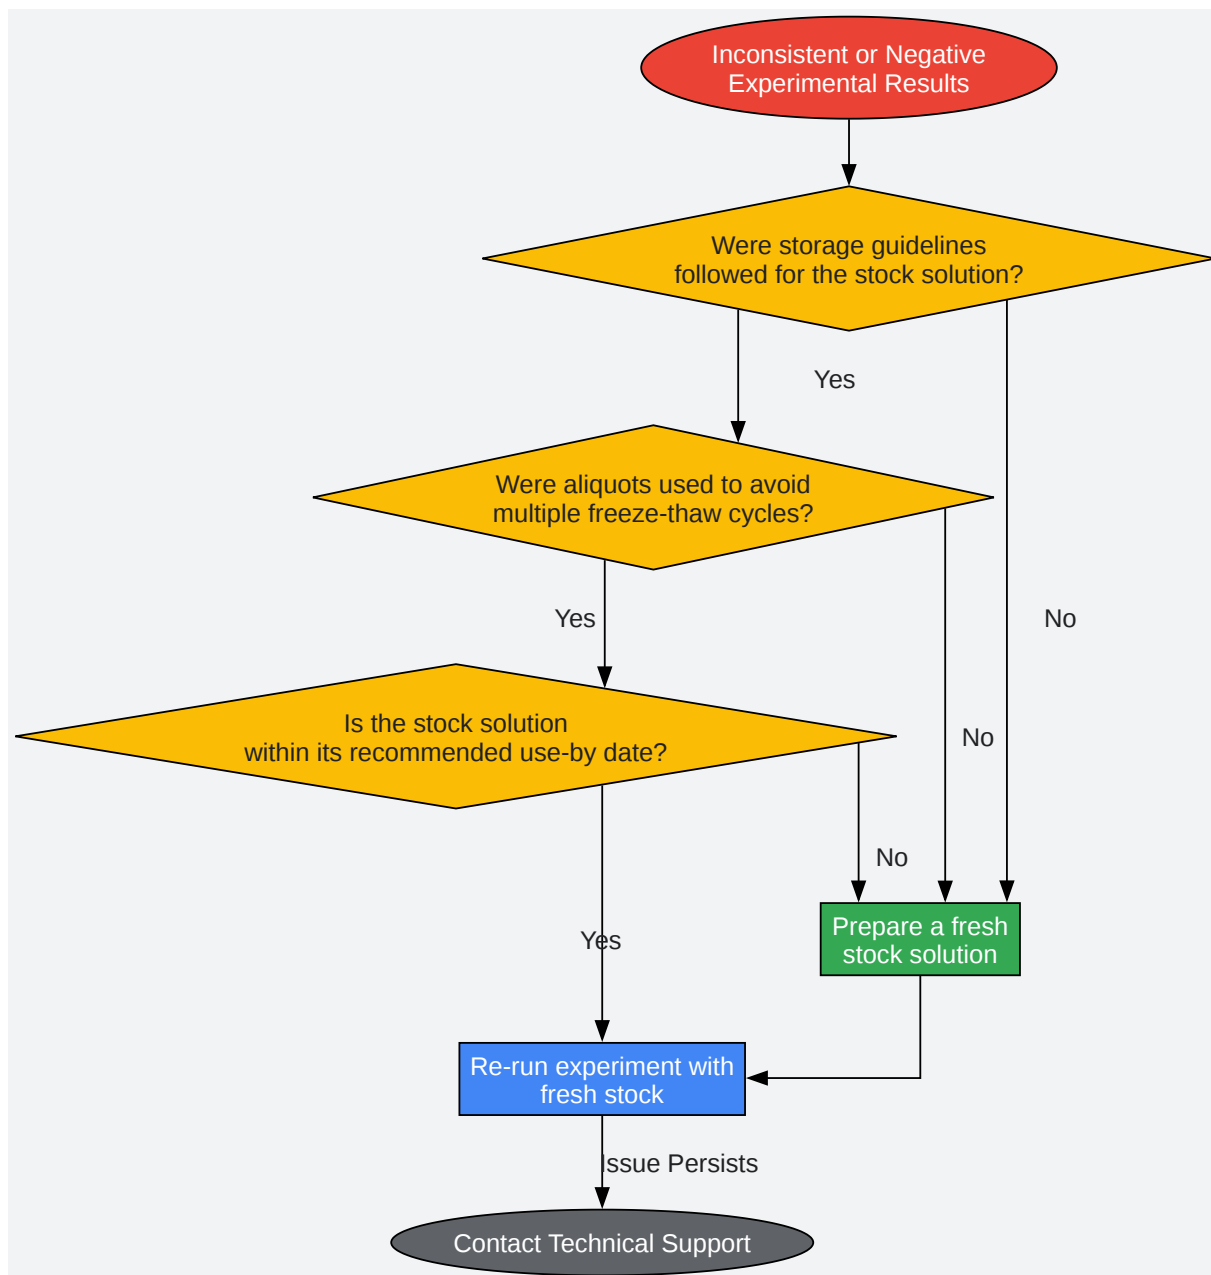 Inconsistent or Negative
Experimental Results
Were storage guidelines
followed for the stock solution?
Yes
Were aliquots used to avoid
multiple freeze-thaw cycles?
Yes
No
Is the stock solution
within its recommended use-by date?
No
No
Prepare a fresh
stock solution
Yes
Re-run experiment with
fresh stock
Issue Persists
Contact Technical Support